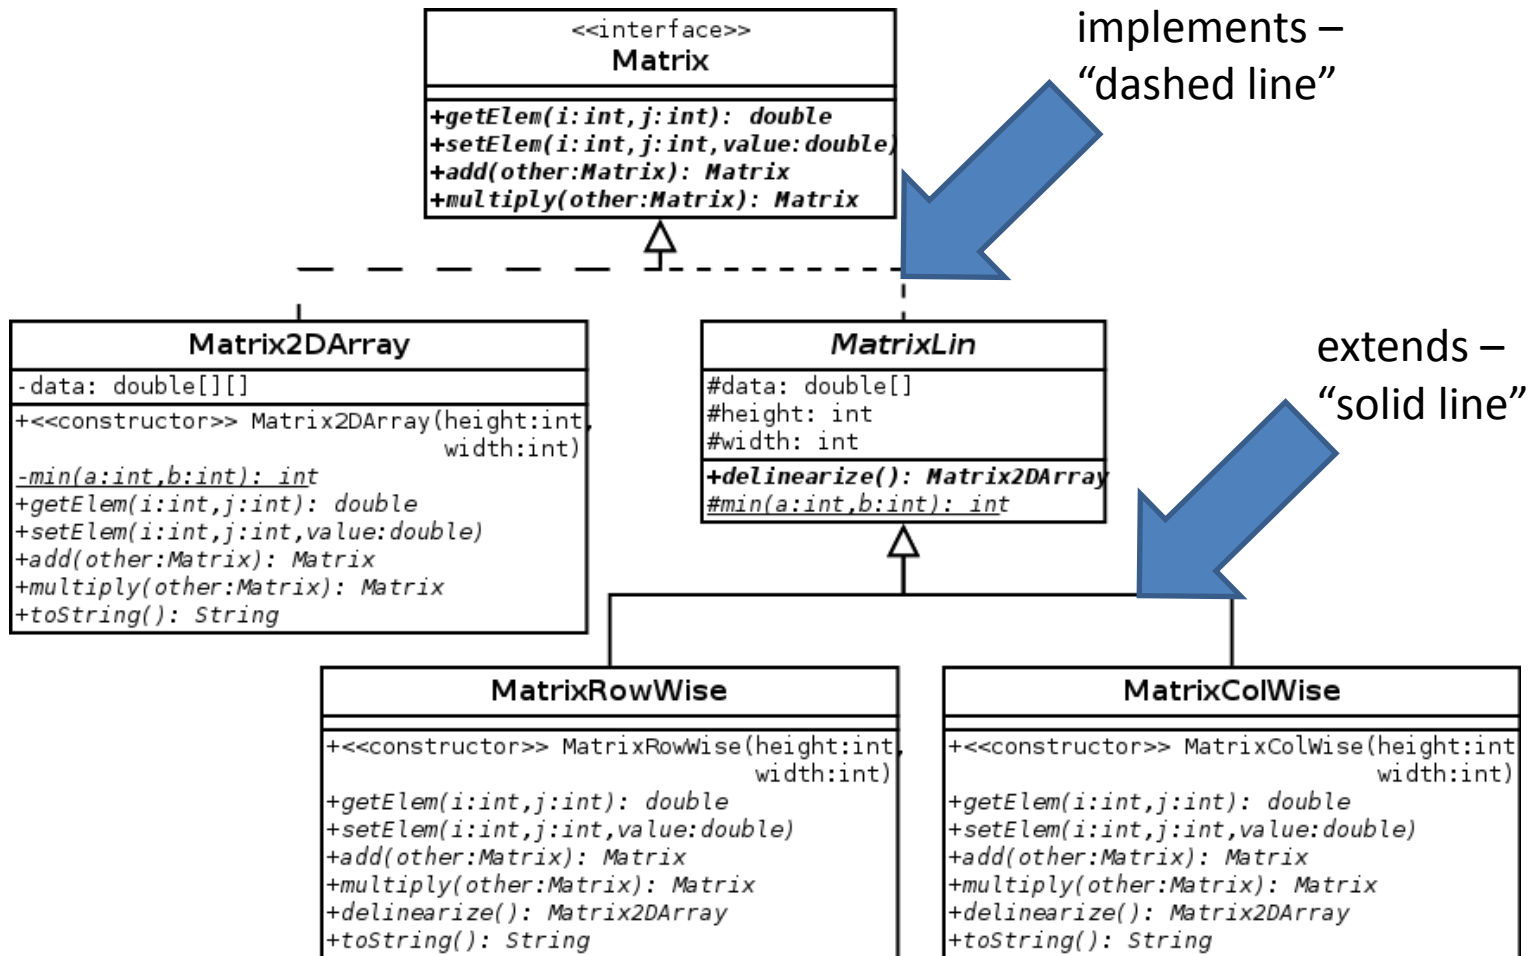 <<interface>>
Matrix
+getElem(i:int,j:int): double
+setElem(i:int,j:int,value:double)
+add(other:Matrix): Matrix
+multiply(other:Matrix): Matrix
implements –
“dashed line”
Matrix2DArray
-data: double[][]
+<<constructor>> Matrix2DArray(height:int,
width:int)
-min(a:int,b:int): int
+getElem(i:int,j:int): double
+setElem(i:int,j:int,value:double)
+add(other:Matrix): Matrix
+multiply(other:Matrix): Matrix
+toString(): String
MatrixLin
#data: double[]
#height: int
#width: int
+delinearize(): Matrix2DArray
#min(a:int,b:int): int
extends –
“solid line”
MatrixRowWise
+<<constructor>> MatrixRowWise(height:int,
width:int)
+getElem(i:int,j:int): double
+setElem(i:int,j:int,value:double)
+add(other:Matrix): Matrix
+multiply(other:Matrix): Matrix
+delinearize(): Matrix2DArray
+toString(): String
MatrixColWise
+<<constructor>> MatrixColWise(height:int
width:int)
+getElem(i:int,j:int): double
+setElem(i:int,j:int,value:double)
+add(other:Matrix): Matrix
+multiply(other:Matrix): Matrix
+delinearize(): Matrix2DArray
+toString(): String